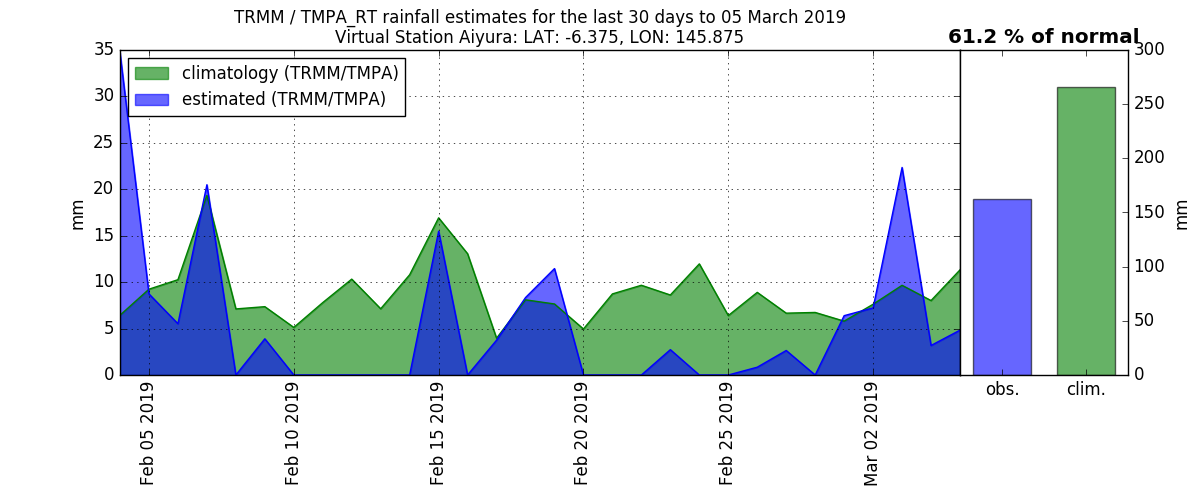 TRMM / TMPA_RT rainfall estimates for the last 30 days to 05 March 2019
Virtual Station Aiyura: LAT: -6.375, LON: 145.875
61.2 % of normal
climatology (TRMM/TMPA)
estimated (TRMM/TMPA)
35
30
25
20
15
10
5
0
mm
Feb 05 2019
Feb 10 2019
Feb 15 2019
Feb 20 2019
Feb 25 2019
Mar 02 2019
obs.
clim.
300
250
200
150
100
50
0
mm